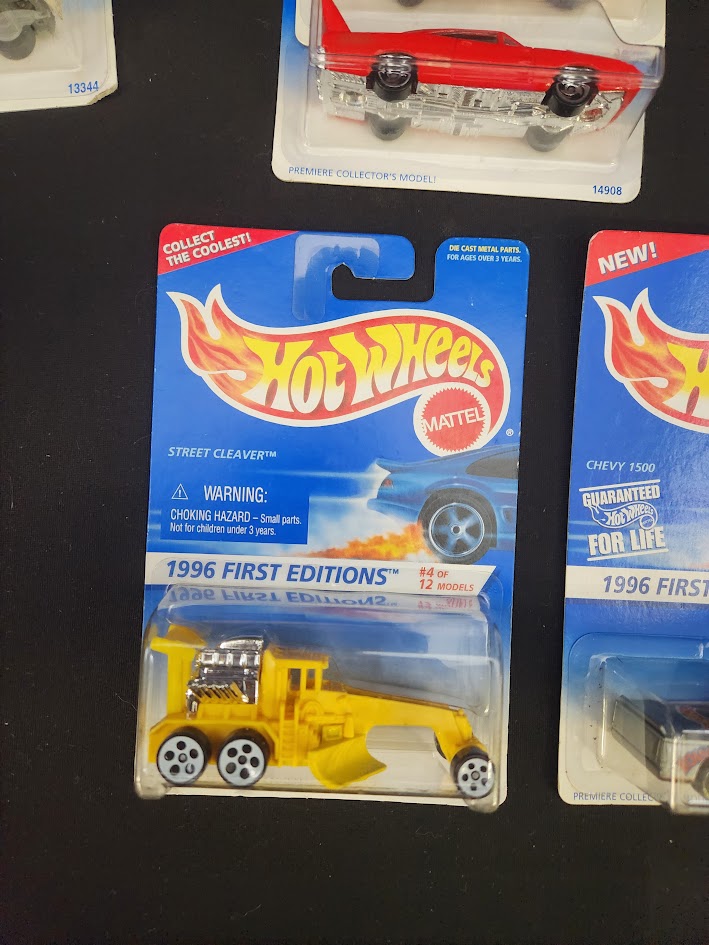 13344
PREMIERE COLLECTOR'S MODEL!
14908
COLLECT
THE COOLEST!
DIE CAST METAL PARTS.
FOR AGES OVER 3 YEARS.
HOT WHEELS
MATTEL
®
STREET CLEAVER™
⚠ WARNING:
CHOKING HAZARD – Small parts.
Not for children under 3 years.
1996 FIRST EDITIONS™
#4 OF
12 MODELS
NEW!
CHEVY 1500
GUARANTEED
Hot Wheels
FOR LIFE
1996 FIRST
PREMIERE COLLEC